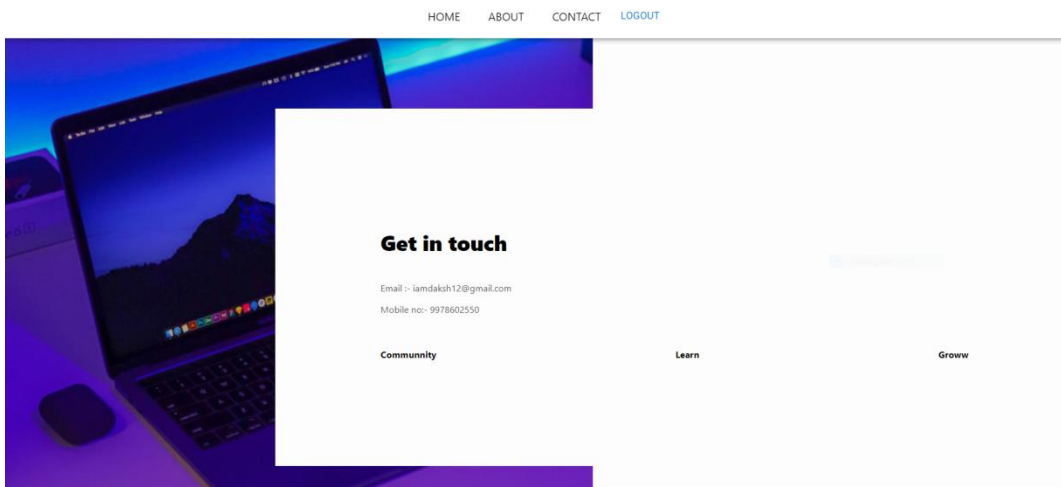 HOME ABOUT CONTACT LOGOUT
Get in touch
Email :- iamdaksh12@gmail.com
Mobile no:- 9978602550
Communnity Learn Groww